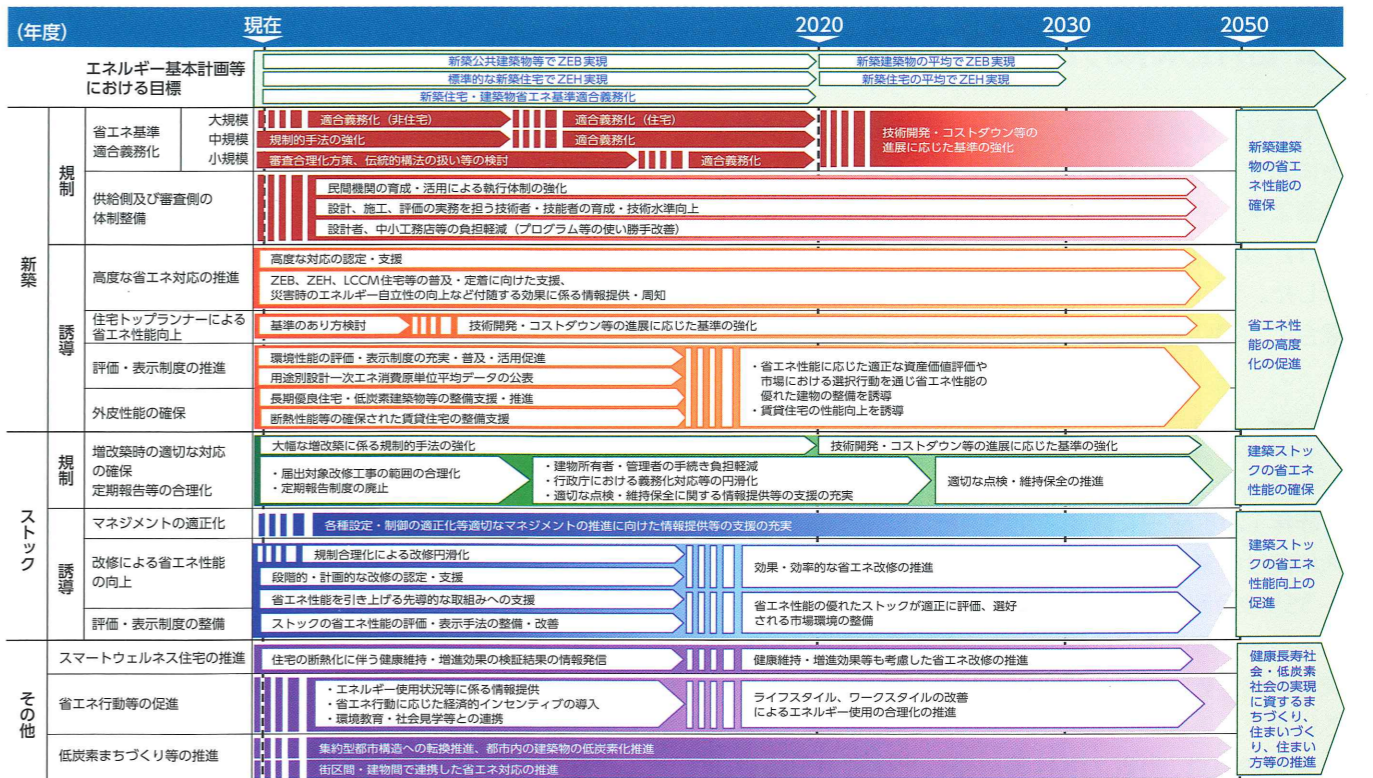 (年度)
現在
2020
2030
2050
エネルギー基本計画等
における目標
新築公共建築物等でZEB実現
新築建築物の平均でZEB実現
標準的な新築住宅でZEH実現
新築住宅の平均でZEH実現
新築住宅・建築物省エネ基準適合義務化
新築
規制
省エネ基準
適合義務化
大規模
適合義務化（非住宅）
適合義務化（住宅）
中規模
規制的手法の強化
適合義務化
小規模
審査合理化方策、伝統的構法の扱い等の検討
適合義務化
技術開発・コストダウン等の
進展に応じた基準の強化
新築建築
物の省エ
ネ性能の
確保
供給側及び審査側の
体制整備
民間機関の育成・活用による執行体制の強化
設計、施工、評価の実務を担う技術者・技能者の育成・技術水準向上
設計者、中小工務店等の負担軽減（プログラム等の使い勝手改善）
誘導
高度な省エネ対応の推進
高度な対応の認定・支援
ZEB、ZEH、LCCM住宅等の普及・定着に向けた支援、
災害時のエネルギー自立性の向上など付随する効果に係る情報提供・周知
住宅トップランナーによる
省エネ性能向上
基準のあり方検討
技術開発・コストダウン等の進展に応じた基準の強化
省エネ性
能の高度
化の促進
評価・表示制度の推進
環境性能の評価・表示制度の充実・普及・活用促進
用途別設計一次エネ消費原単位平均データの公表
外皮性能の確保
長期優良住宅・低炭素建築物等の整備支援・推進
断熱性能等の確保された賃貸住宅の整備支援
・省エネ性能に応じた適正な資産価値評価や
市場における選択行動を通じ省エネ性能の
優れた建物の整備を誘導
・賃貸住宅の性能向上を誘導
ストック
規制
増改築時の適切な対応
の確保
定期報告等の合理化
大幅な増改築に係る規制的手法の強化
技術開発・コストダウン等の進展に応じた基準の強化
・届出対象改修工事の範囲の合理化
・定期報告制度の廃止
・建物所有者・管理者の手続き負担軽減
・行政庁における義務化対応等の円滑化
・適切な点検・維持保全に関する情報提供等の支援の充実
適切な点検・維持保全の推進
建築ストッ
クの省エネ
性能の確保
誘導
マネジメントの適正化
各種設定・制御の適正化等適切なマネジメントの推進に向けた情報提供等の支援の充実
改修による省エネ性能
の向上
規制合理化による改修円滑化
段階的・計画的な改修の認定・支援
効果・効率的な省エネ改修の推進
省エネ性能を引き上げる先導的な取組みへの支援
評価・表示制度の整備
ストックの省エネ性能の評価・表示手法の整備・改善
省エネ性能の優れたストックが適正に評価、選好
される市場環境の整備
建築ストッ
クの省エネ
性能向上の
促進
その他
スマートウェルネス住宅の推進
住宅の断熱化に伴う健康維持・増進効果の検証結果の情報発信
健康維持・増進効果等も考慮した省エネ改修の推進
省エネ行動等の促進
・エネルギー使用状況等に係る情報提供
・省エネ行動に応じた経済的インセンティブの導入
・環境教育・社会見学等との連携
ライフスタイル、ワークスタイルの改善
によるエネルギー使用の合理化の推進
低炭素まちづくり等の推進
集約型都市構造への転換推進、都市内の建築物の低炭素化推進
街区間・建物間で連携した省エネ対応の推進
健康長寿社
会・低炭素
社会の実現
に資するま
ちづくり、
住まいづく
り、住まい
方等の推進